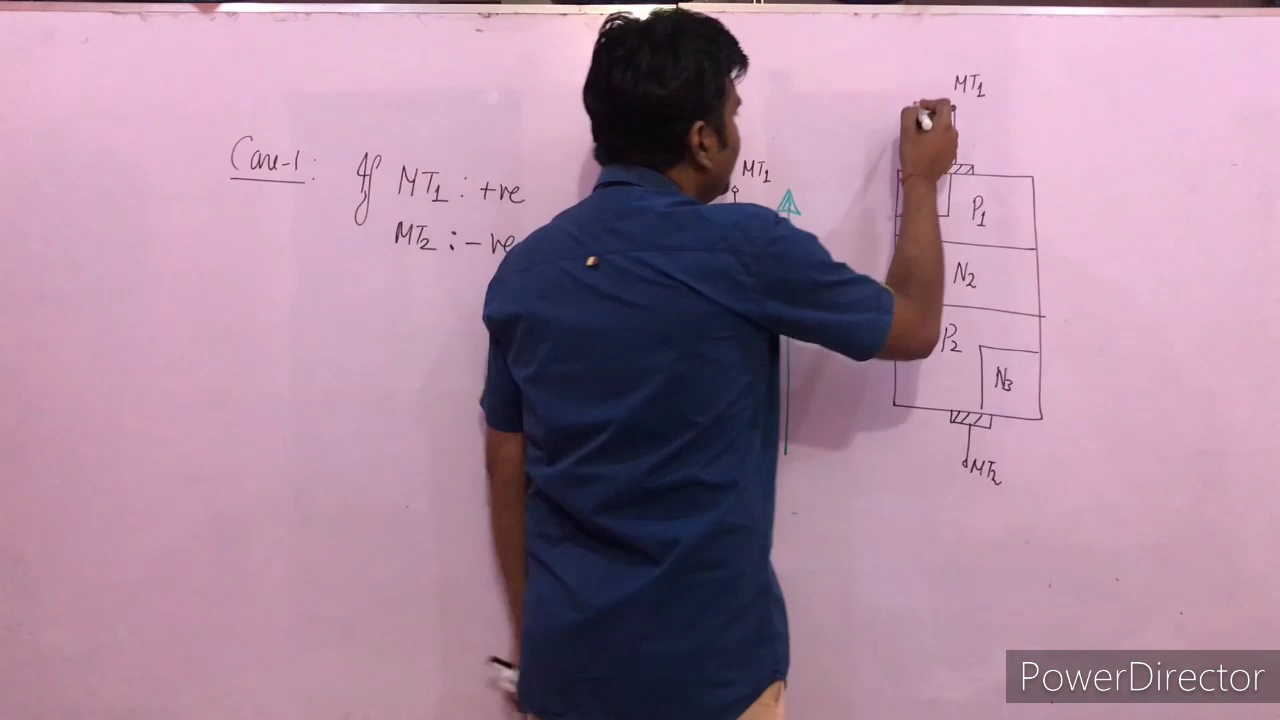 Case-1: If MT1 : +ve
MT2 : -ve
MT1
MT1
P1
N2
P2
N3
MT2
PowerDirector